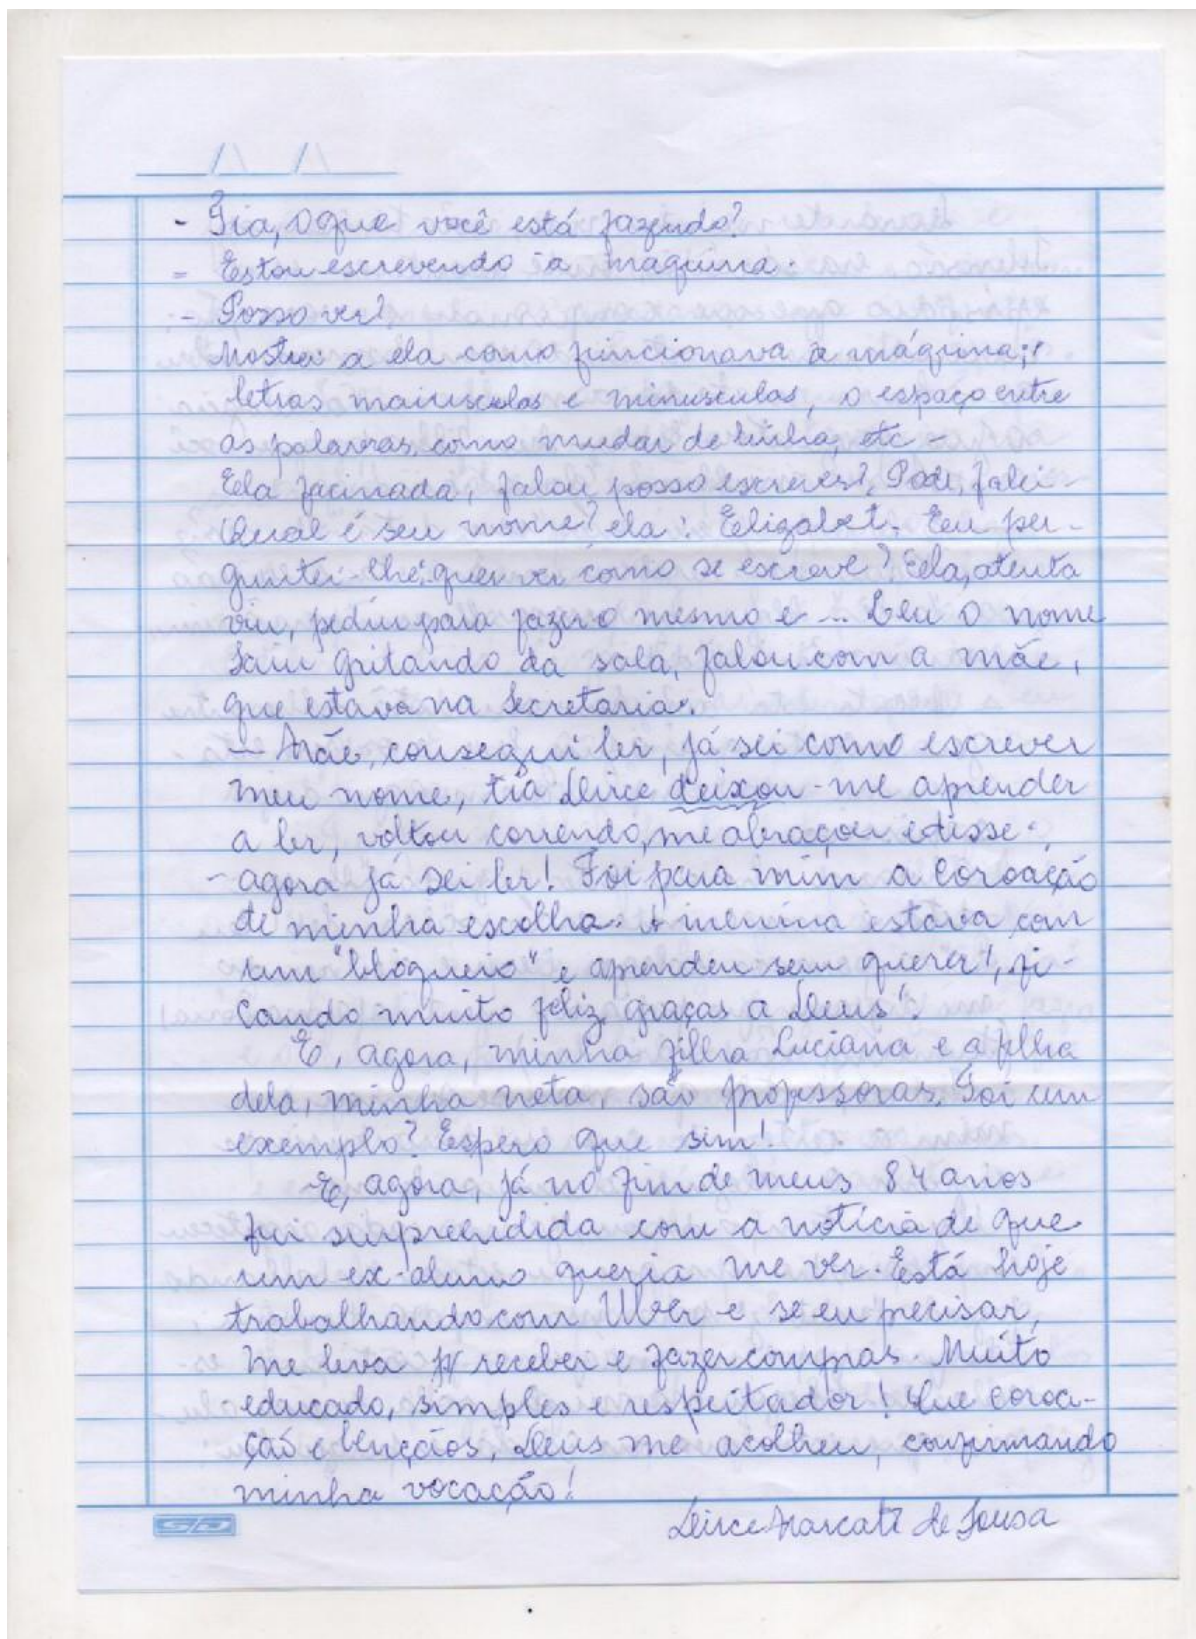 - Tia, o que você está fazendo?
- Estou escrevendo à maquina.
- Posso ver?
Mostrei a ela como funcionava a máquina;
letras maiusculas e minusculas, o espaço entre
as palavras, como mudar de linha, etc -
Ela facinada, falou posso escrever? Pode, falei
Qual é seu nome? ela: Elizabet. Eu per-
guntei-lhe: quer ver como se escreve? Ela, atenta
viu, pediu para fazer o mesmo e ... Leu o nome
Saiu gritando da sala, falou com a mãe,
que estava na Secretaria.
- Mãe, consegui ler, já sei como escrever
meu nome, tia Deirce deixou-me aprender
a ler, voltou correndo, me abraçou e disse:
- agora já sei ler! Foi para mim a Coroação
de minha escolha. A menina estava com
um "bloqueio" e aprendeu sem querer!, fi-
cando muito feliz, graças a Deus!
E, agora, minha filha Luciana e a filha
dela, minha neta, são professoras. Foi um
exemplo? Espero que sim!
E, agora, já no fim de meus 84 anos
fui surpreendida com a notícia de que
um ex-aluno queria me ver. Está hoje
trabalhando com Uber e se eu precisar,
me leva p/ receber e fazer compras. Muito
educado, simples e respeitador! Que coroa-
ção e bençãos, Deus me acolheu, confirmando
minha vocação!
Deirce Marcati de Sousa